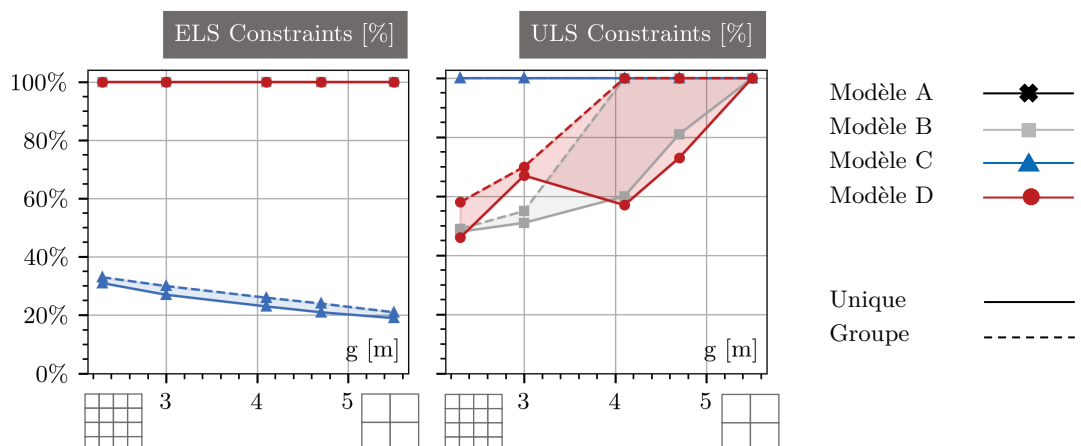 ELS Constraints [%]
ULS Constraints [%]
100%
80%
60%
40%
20%
0%
g [m]
3
4
5
g [m]
3
4
5
Modèle A
Modèle B
Modèle C
Modèle D
Unique
Groupe